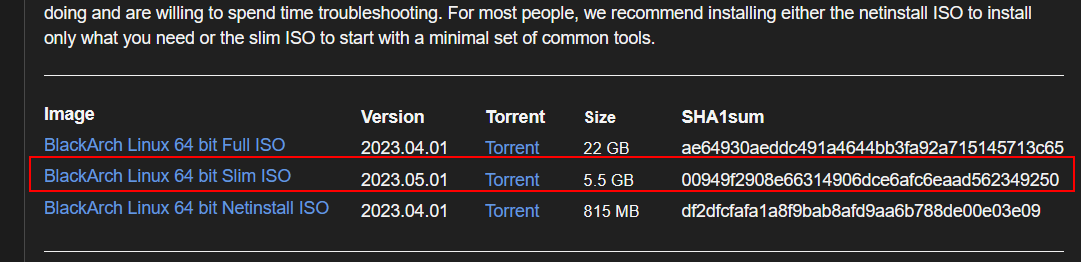 doing and are willing to spend time troubleshooting. For most people, we recommend installing either the netinstall ISO to install
only what you need or the slim ISO to start with a minimal set of common tools.
Image Version Torrent Size SHA1sum
BlackArch Linux 64 bit Full ISO 2023.04.01 Torrent 22 GB ae64930aeddc491a4644bb3fa92a715145713c65
BlackArch Linux 64 bit Slim ISO 2023.05.01 Torrent 5.5 GB 00949f2908e66314906dce6afc6eaad562349250
BlackArch Linux 64 bit Netinstall ISO 2023.04.01 Torrent 815 MB df2dfcfafa1a8f9bab8afd9aa6b788de00e03e09